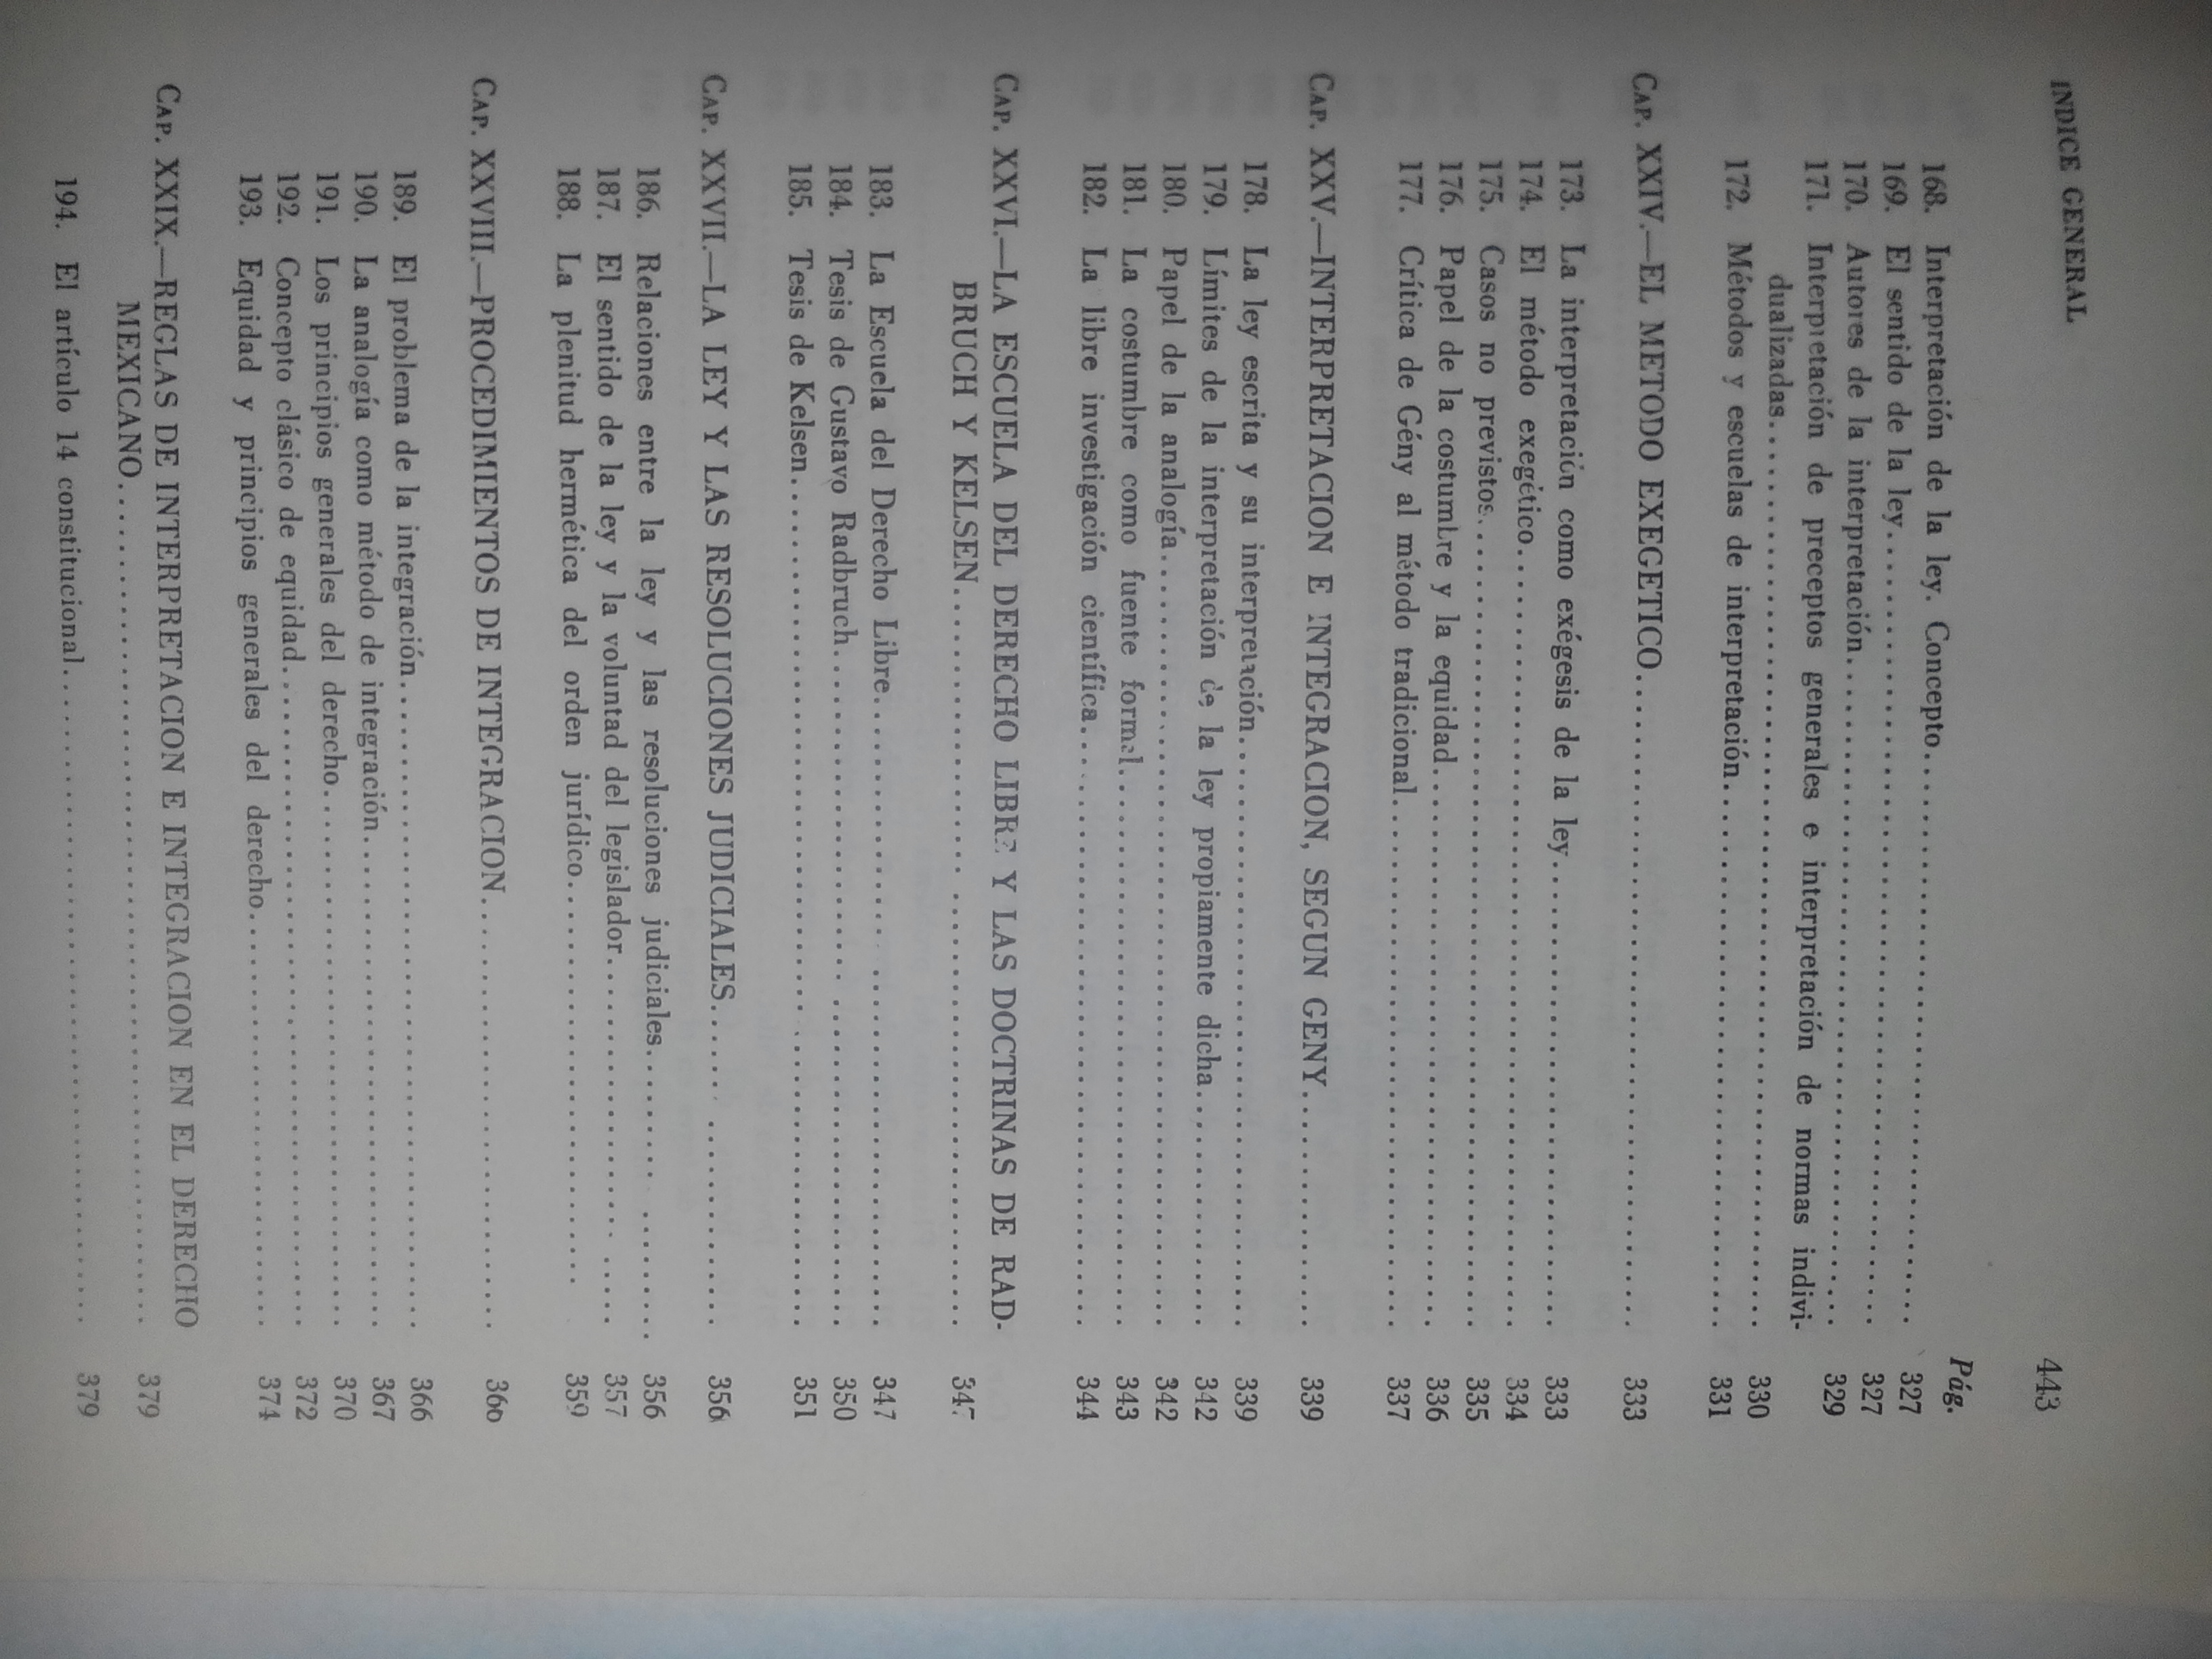 INDICE GENERAL
443
Pág.
168. Interpretación de la ley. Concepto........................................ 327
169. El sentido de la ley........................................ 327
170. Autores de la interpretación........................................ 329
171. Interpretación de preceptos generales e interpretación de normas indivi-
dualizadas........................................ 330
172. Métodos y escuelas de interpretación........................................ 331
CAP. XXIV.—EL METODO EXEGETICO........................................ 333
173. La interpretación como exégesis de la ley........................................ 333
174. El método exegético........................................ 334
175. Casos no previstos........................................ 335
176. Papel de la costumbre y la equidad........................................ 336
177. Crítica de Gény al método tradicional........................................ 337
CAP. XXV.—INTERPRETACION E INTEGRACION, SEGUN GENY................ 339
178. La ley escrita y su interpretación........................................ 339
179. Límites de la interpretación de la ley propiamente dicha................ 342
180. Papel de la analogía........................................ 342
181. La costumbre como fuente formal........................................ 343
182. La libre investigación científica........................................ 344
CAP. XXVI.—LA ESCUELA DEL DERECHO LIBRE Y LAS DOCTRINAS DE RAD-
BRUCH Y KELSEN........................................ 347
183. La Escuela del Derecho Libre........................................ 347
184. Tesis de Gustavo Radbruch........................................ 350
185. Tesis de Kelsen........................................ 351
CAP. XXVII.—LA LEY Y LAS RESOLUCIONES JUDICIALES.................... 356
186. Relaciones entre la ley y las resoluciones judiciales.................. 356
187. El sentido de la ley y la voluntad del legislador........................ 357
188. La plenitud hermética del orden jurídico........................... 359
CAP. XXVIII.—PROCEDIMIENTOS DE INTEGRACION............................ 366
189. El problema de la integración........................................ 366
190. La analogía como método de integración................................ 367
191. Los principios generales del derecho................................... 370
192. Concepto clásico de equidad........................................ 372
193. Equidad y principios generales del derecho............................ 374
CAP. XXIX.—REGLAS DE INTERPRETACION E INTEGRACION EN EL DERECHO
MEXICANO........................................ 379
194. El artículo 14 constitucional........................................ 379